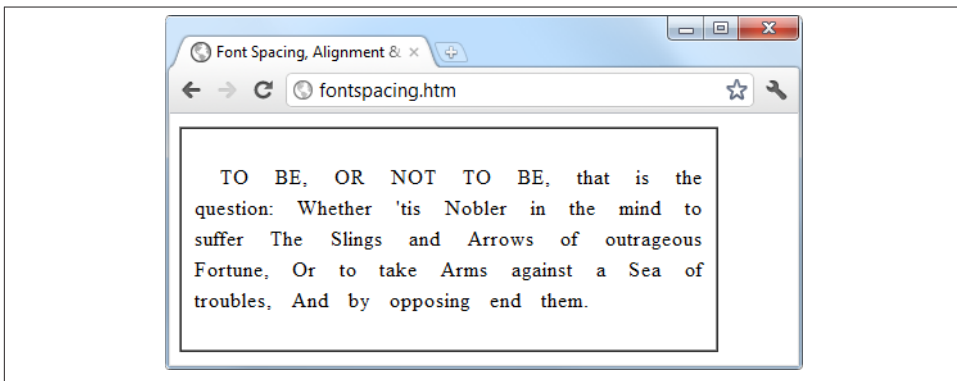 Font Spacing, Alignment &
fontspacing.htm
TO BE, OR NOT TO BE, that is the
question: Whether 'tis Nobler in the mind to
suffer The Slings and Arrows of outrageous
Fortune, Or to take Arms against a Sea of
troubles, And by opposing end them.